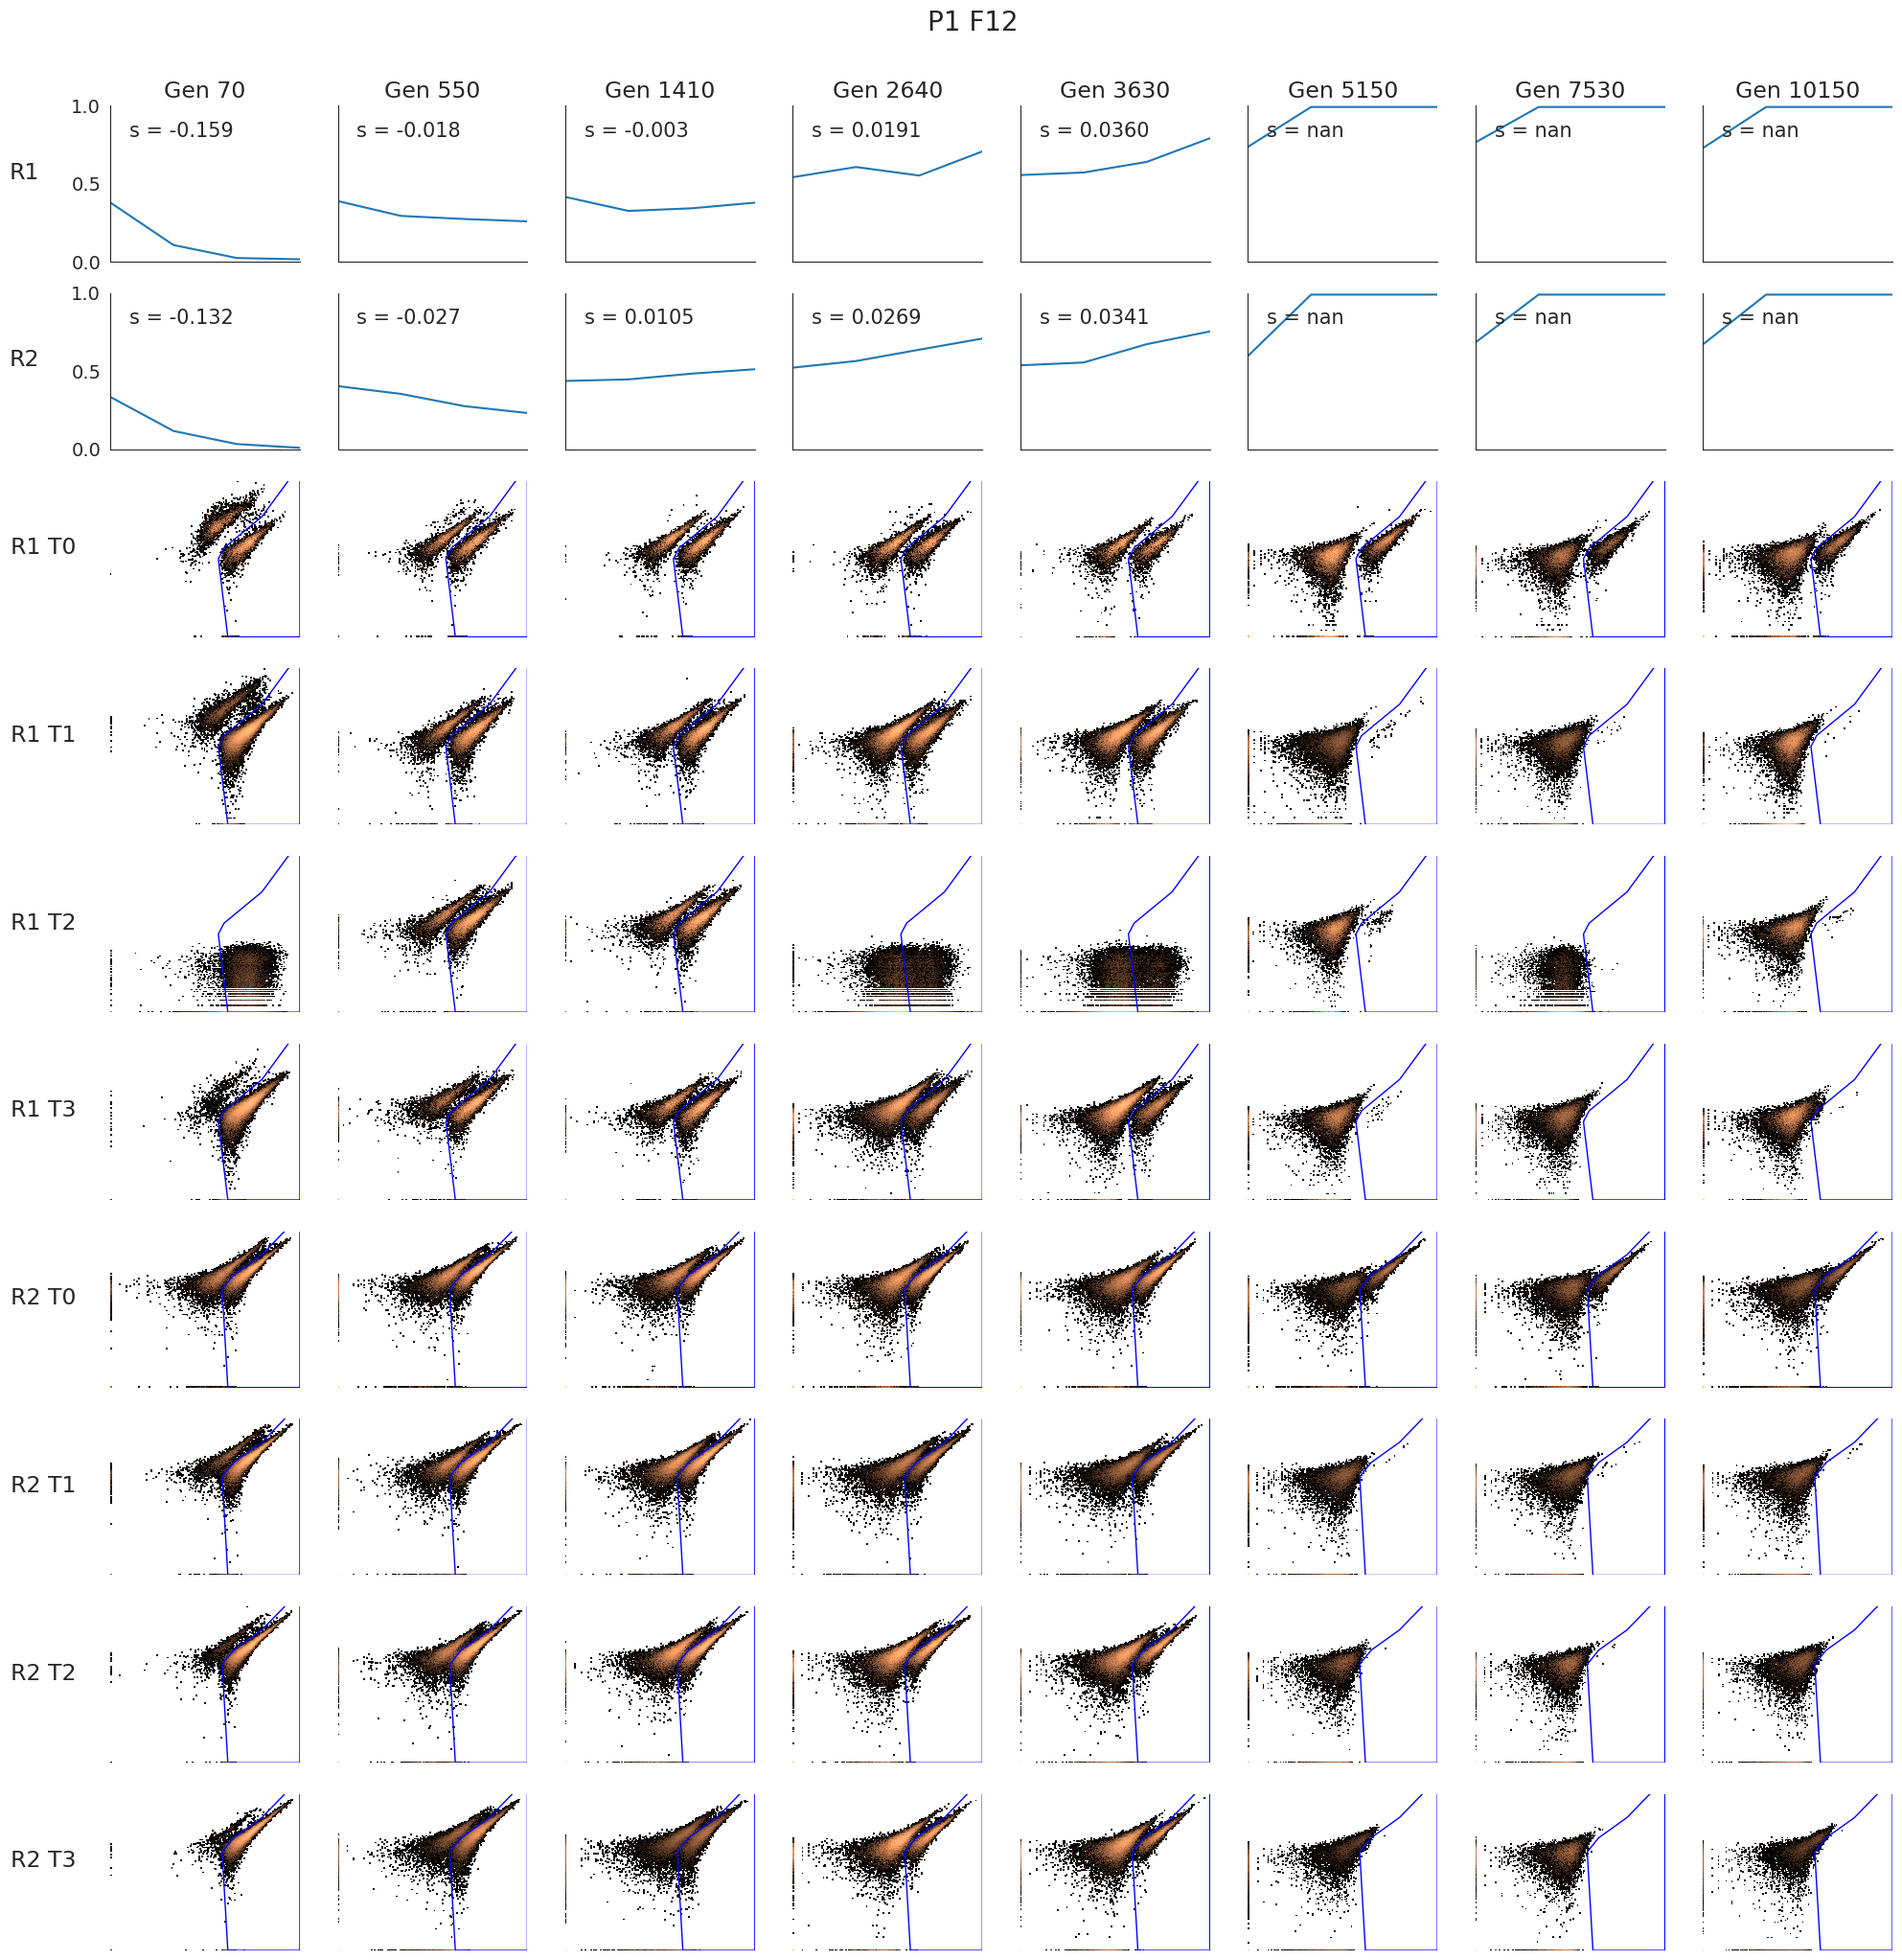 P1 F12
Gen 70 Gen 550 Gen 1410 Gen 2640 Gen 3630 Gen 5150 Gen 7530 Gen 10150
1.0
s = -0.159 s = -0.018 s = -0.003 s = 0.0191 s = 0.0360 s = nan s = nan s = nan
R1
0.5
0.0
1.0
s = -0.132 s = -0.027 s = 0.0105 s = 0.0269 s = 0.0341 s = nan s = nan s = nan
R2
0.5
0.0
R1 T0
R1 T1
R1 T2
R1 T3
R2 T0
R2 T1
R2 T2
R2 T3